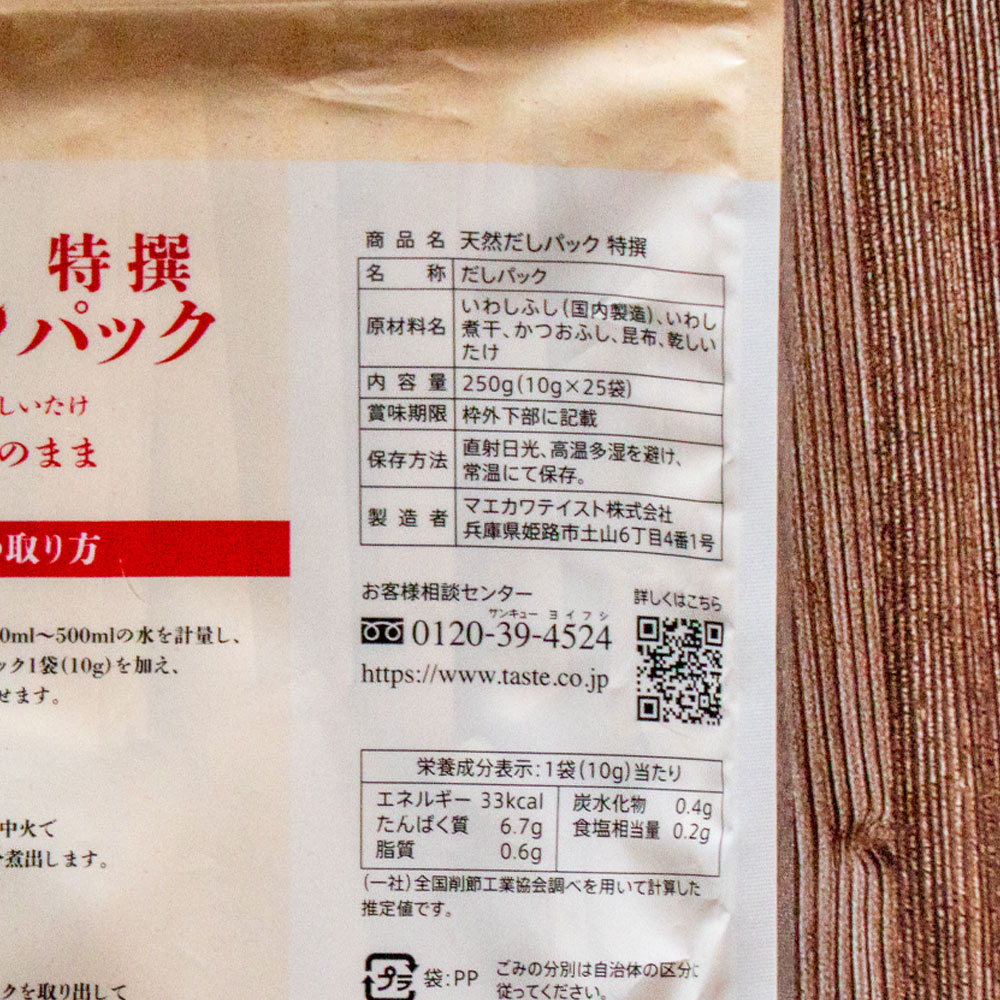 特撰
パック
しいたけ
のまま
取り方
0ml〜500mlの水を計量し、
ック1袋(10g)を加え、
せます。
中火で
煮出します。
クを取り出して
商品名 天然だしパック 特撰
名称 だしパック
原材料名 いわしふし(国内製造)、いわし
煮干、かつおふし、昆布、乾しい
たけ
内容量 250g(10g×25袋)
賞味期限 枠外下部に記載
保存方法 直射日光、高温多湿を避け、
常温にて保存。
製造者 マエカワテイスト株式会社
兵庫県姫路市土山6丁目4番1号
お客様相談センター
サンキュー ヨイフシ
0120-39-4524
https://www.taste.co.jp
詳しくはこちら
栄養成分表示:1袋(10g)当たり
エネルギー 33kcal 炭水化物 0.4g
たんぱく質 6.7g 食塩相当量 0.2g
脂質 0.6g
(一社)全国削節工業協会調べを用いて計算した
推定値です。
プラ 袋:PP ごみの分別は自治体の区分に
従ってください。